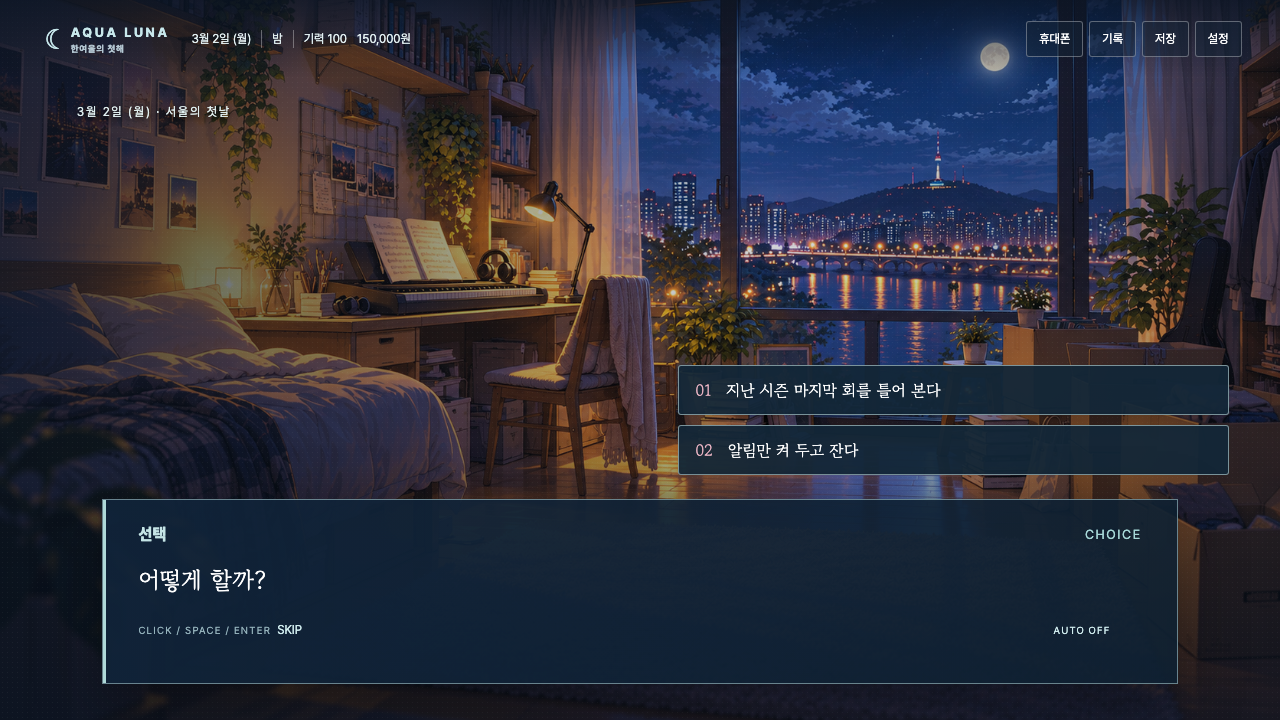 AQUA LUNA
한여울의 첫해
3월 2일 (월) 밤 기력 100 150,000원
휴대폰 기록 저장 설정
3월 2일 (월) · 서울의 첫날
01 지난 시즌 마지막 회를 틀어 본다
02 알림만 켜 두고 잔다
선택
CHOICE
어떻게 할까?
CLICK / SPACE / ENTER SKIP
AUTO OFF